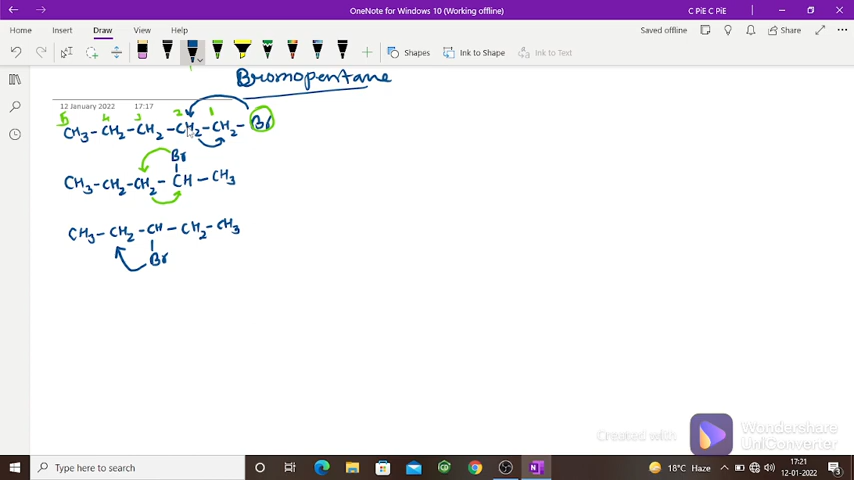 OneNote for Windows 10 (Working offline)
C PiE C PiE
Home Insert Draw View Help
Saved offline Share
Shapes Ink to Shape Ink to Text
Bromopentane
12 January 2022 17:17
5 4 3 2 1
CH3-CH2-CH2-CH2-CH2-Br
Br
CH3-CH2-CH2-CH-CH3
CH3-CH2-CH-CH2-CH3
Br
Created with Wondershare
UniConverter
Type here to search
18°C Haze
17:21
12-01-2022
3